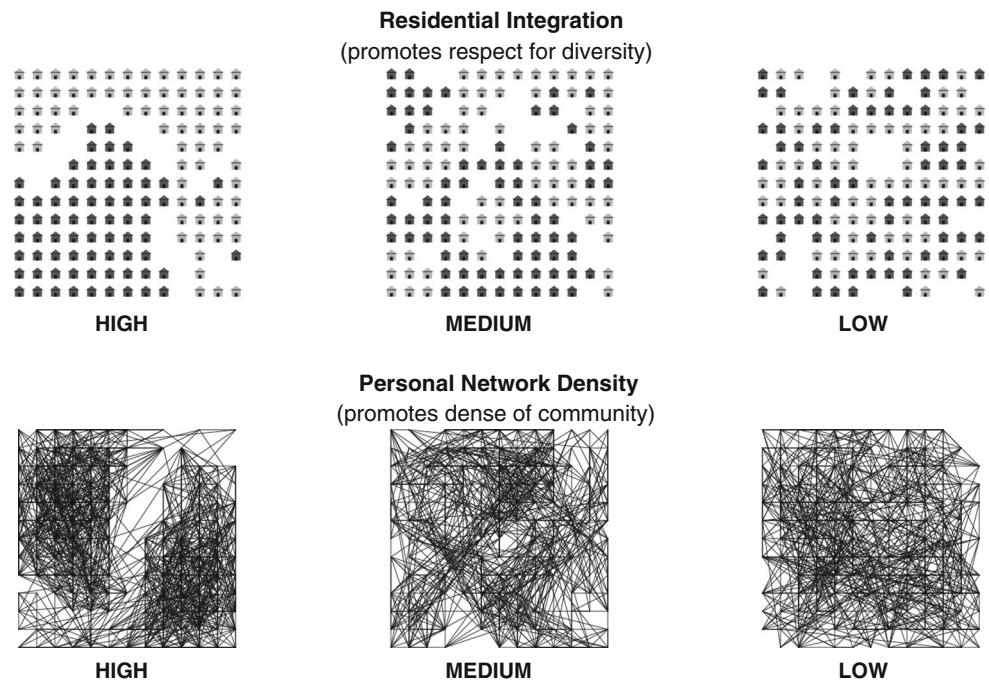 Residential Integration
(promotes respect for diversity)
HIGH
MEDIUM
LOW
Personal Network Density
(promotes dense of community)
HIGH
MEDIUM
LOW